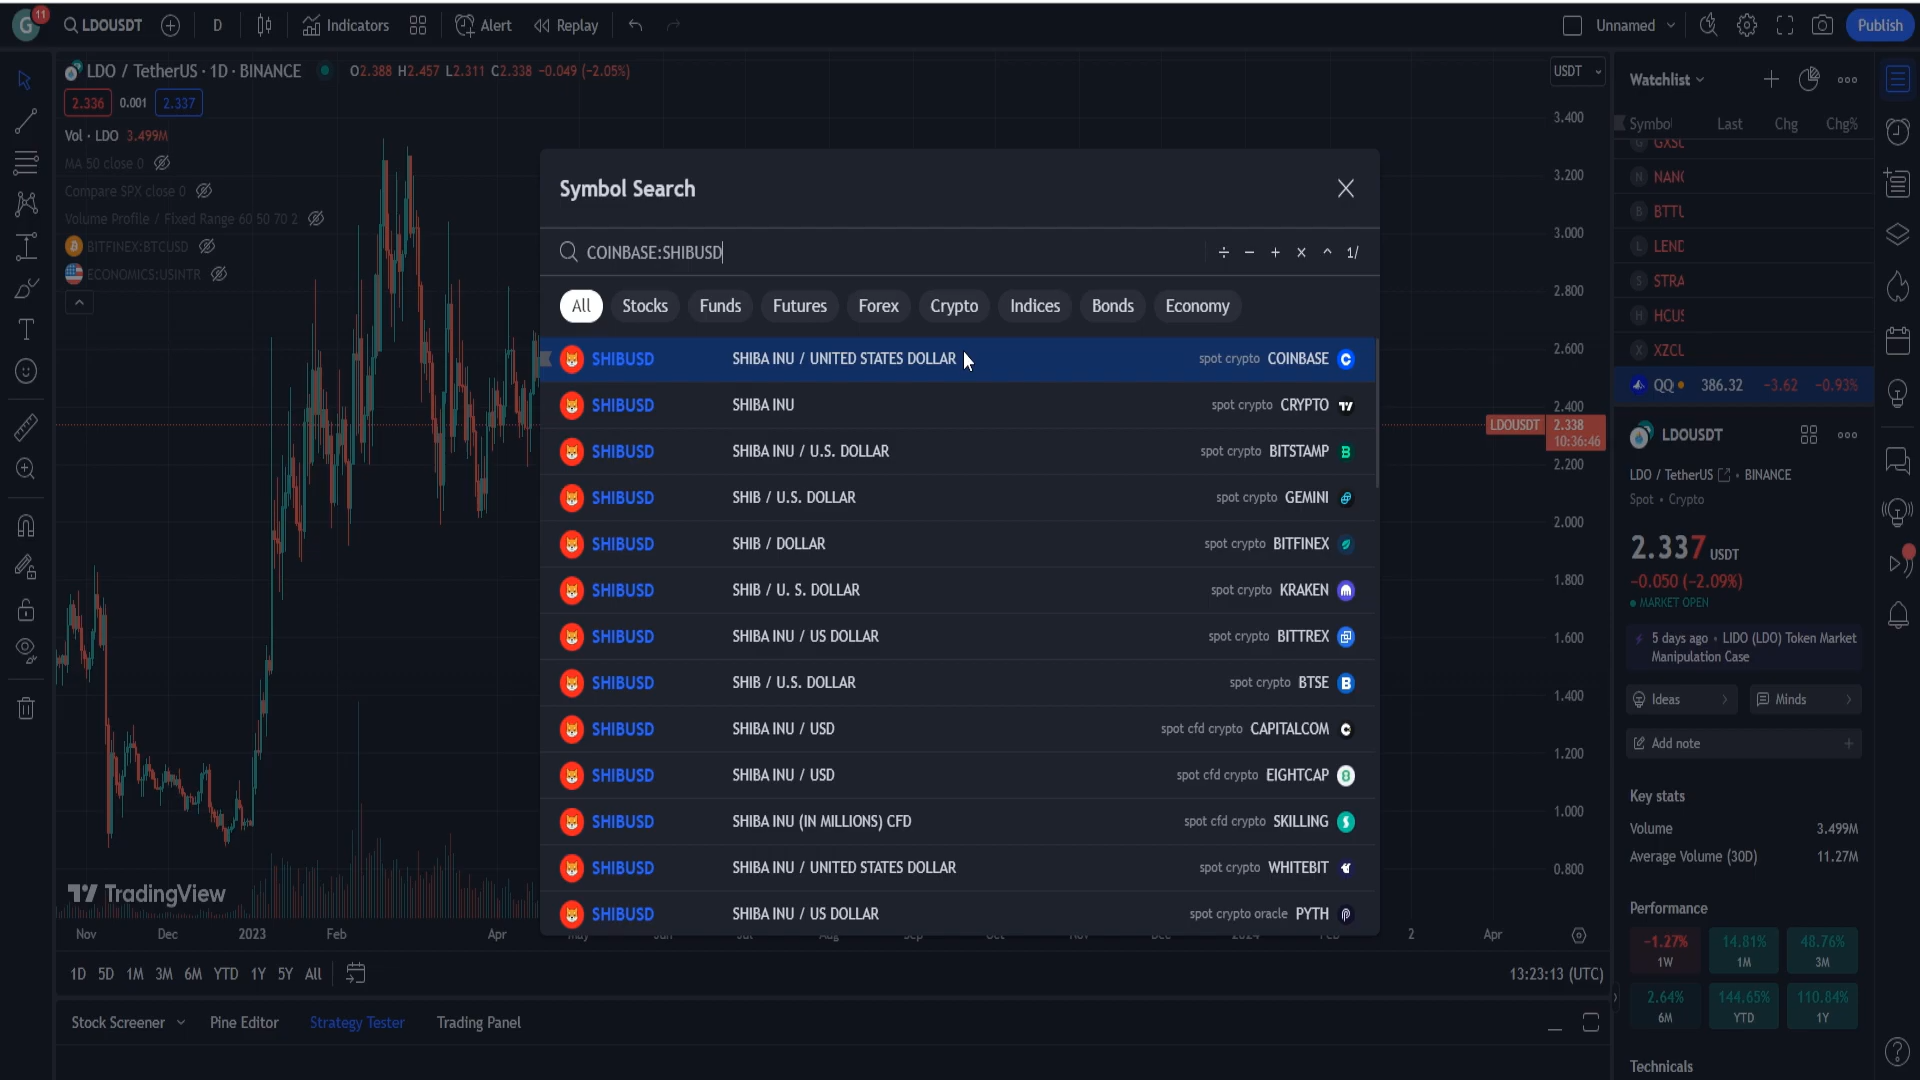 G 11 LDOUSDT D Indicators Alert Replay Unnamed Publish
LDO / TetherUS · 1D · BINANCE O2.388 H2.457 L2.311 C2.338 −0.049 (−2.05%)
2.336 0.001 2.337
Vol · LDO 3.499M
MA 50 close 0
Compare SPX close 0
Volume Profile / Fixed Range 60 50 70 2
BITFINEX:BTCUSD
ECONOMICS:USINTR
USDT
3.400
3.200
3.000
2.800
2.600
2.400
LDOUSDT 2.338
10:36:46
2.200
2.000
1.800
1.600
1.400
1.200
1.000
0.800
Symbol Search
COINBASE:SHIBUSD ÷ − + × ^ 1/
All Stocks Funds Futures Forex Crypto Indices Bonds Economy
SHIBUSD SHIBA INU / UNITED STATES DOLLAR spot crypto COINBASE
SHIBUSD SHIBA INU spot crypto CRYPTO
SHIBUSD SHIBA INU / U.S. DOLLAR spot crypto BITSTAMP
SHIBUSD SHIB / U.S. DOLLAR spot crypto GEMINI
SHIBUSD SHIB / DOLLAR spot crypto BITFINEX
SHIBUSD SHIB / U. S. DOLLAR spot crypto KRAKEN
SHIBUSD SHIBA INU / US DOLLAR spot crypto BITTREX
SHIBUSD SHIB / U.S. DOLLAR spot crypto BTSE
SHIBUSD SHIBA INU / USD spot cfd crypto CAPITALCOM
SHIBUSD SHIBA INU / USD spot cfd crypto EIGHTCAP
SHIBUSD SHIBA INU (IN MILLIONS) CFD spot cfd crypto SKILLING
SHIBUSD SHIBA INU / UNITED STATES DOLLAR spot crypto WHITEBIT
SHIBUSD SHIBA INU / US DOLLAR spot crypto oracle PYTH
TradingView
Nov Dec 2023 Feb Apr May Jun Jul Aug Sep Oct Nov Dec 2024 Feb 2 Apr
1D 5D 1M 3M 6M YTD 1Y 5Y All 13:23:13 (UTC)
Stock Screener Pine Editor Strategy Tester Trading Panel
Watchlist
Symbol Last Chg Chg%
G
N NAN
B BTTU
L LEND
S STRA
H HCUS
X XZCL
QQ 386.32 −3.62 −0.93%
LDOUSDT
LDO / TetherUS · BINANCE
Spot · Crypto
2.337 USDT
−0.050 (−2.09%)
MARKET OPEN
5 days ago · LIDO (LDO) Token Market
Manipulation Case
Ideas Minds
Add note
Key stats
Volume 3.499M
Average Volume (30D) 11.27M
Performance
−1.27% 14.81% 48.76%
1W 1M 3M
2.64% 144.65% 110.84%
6M YTD 1Y
Technicals